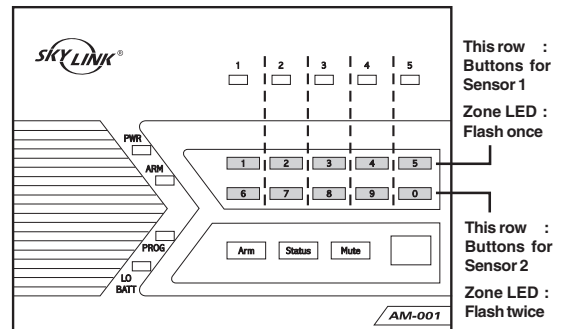 SKYLINK®
1 2 3 4 5
PWR
ARM
1 2 3 4 5
6 7 8 9 0
PROG
Arm Status Mute
LO
BATT
AM-001
This row :
Buttons for
Sensor 1
Zone LED :
Flash once
This row :
Buttons for
Sensor 2
Zone LED :
Flash twice